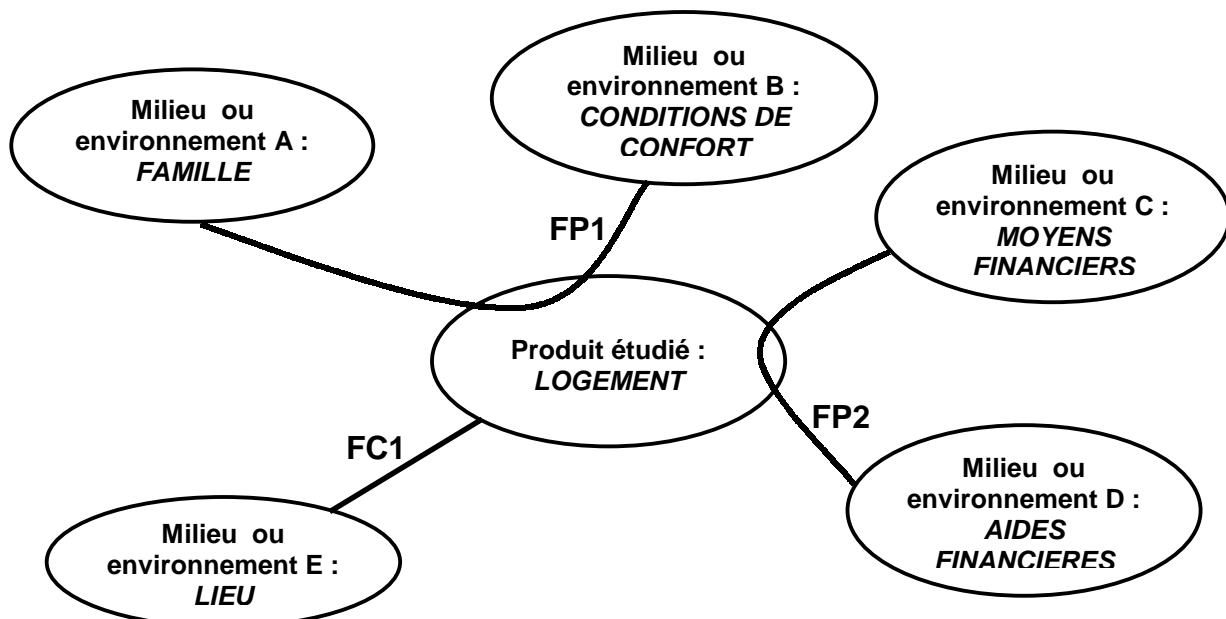 Milieu ou
environnement A :
FAMILLE
Milieu ou
environnement B :
CONDITIONS DE
CONFORT
Milieu ou
environnement C :
MOYENS
FINANCIERS
FP1
Produit étudié :
LOGEMENT
FP2
FC1
Milieu ou
environnement D :
AIDES
FINANCIERES
Milieu ou
environnement E :
LIEU